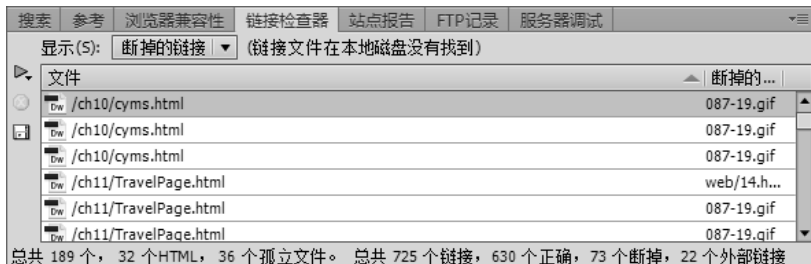 搜索 参考 浏览器兼容性 链接检查器 站点报告 FTP记录 服务器调试
显示(S): 断掉的链接 (链接文件在本地磁盘没有找到)
文件 断掉的...
/ch10/cyms.html 087-19.gif
/ch10/cyms.html 087-19.gif
/ch10/cyms.html 087-19.gif
/ch11/TravelPage.html web/14.h...
/ch11/TravelPage.html 087-19.gif
/ch11/TravelPage.html 087-19.gif
总共 189 个, 32 个HTML, 36 个孤立文件。 总共 725 个链接, 630 个正确, 73 个断掉, 22 个外部链接